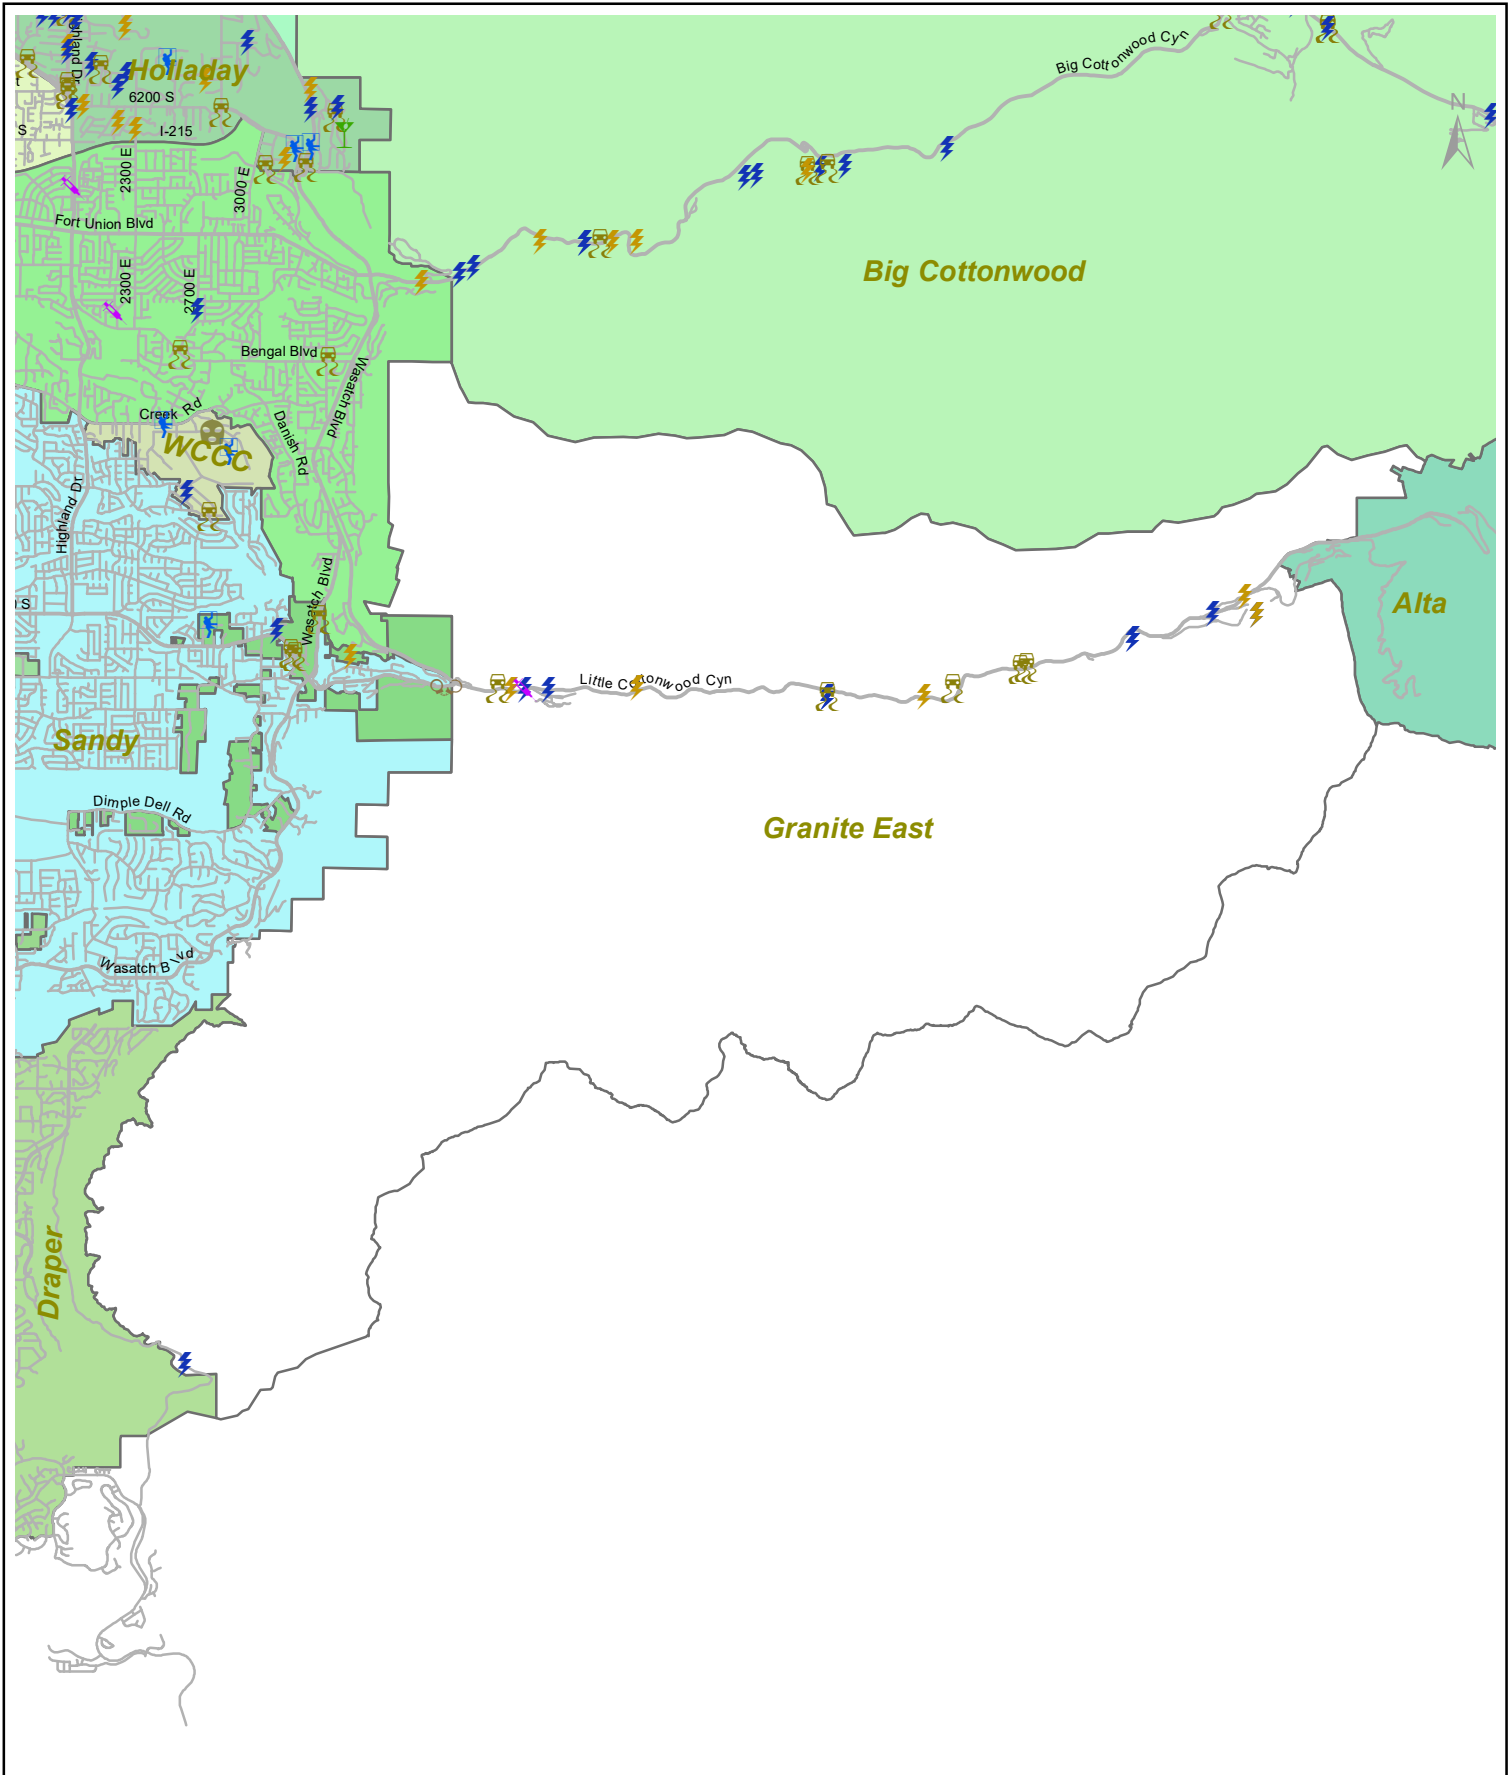 ghland Dr
Holladay
t
6200 S
S
I-215
Big Cottonwood Cyn
N
2300 E
3000 E
Fort Union Blvd
2300 E
2700 E
Big Cottonwood
Bengal Blvd
Wasatch Blvd
Creek Rd
WCCC
Danish Rd
Highland Dr
S
Wasatch Blvd
Alta
Little Cottonwood Cyn
Sandy
Dimple Dell Rd
Granite East
Wasatch Blvd
Draper